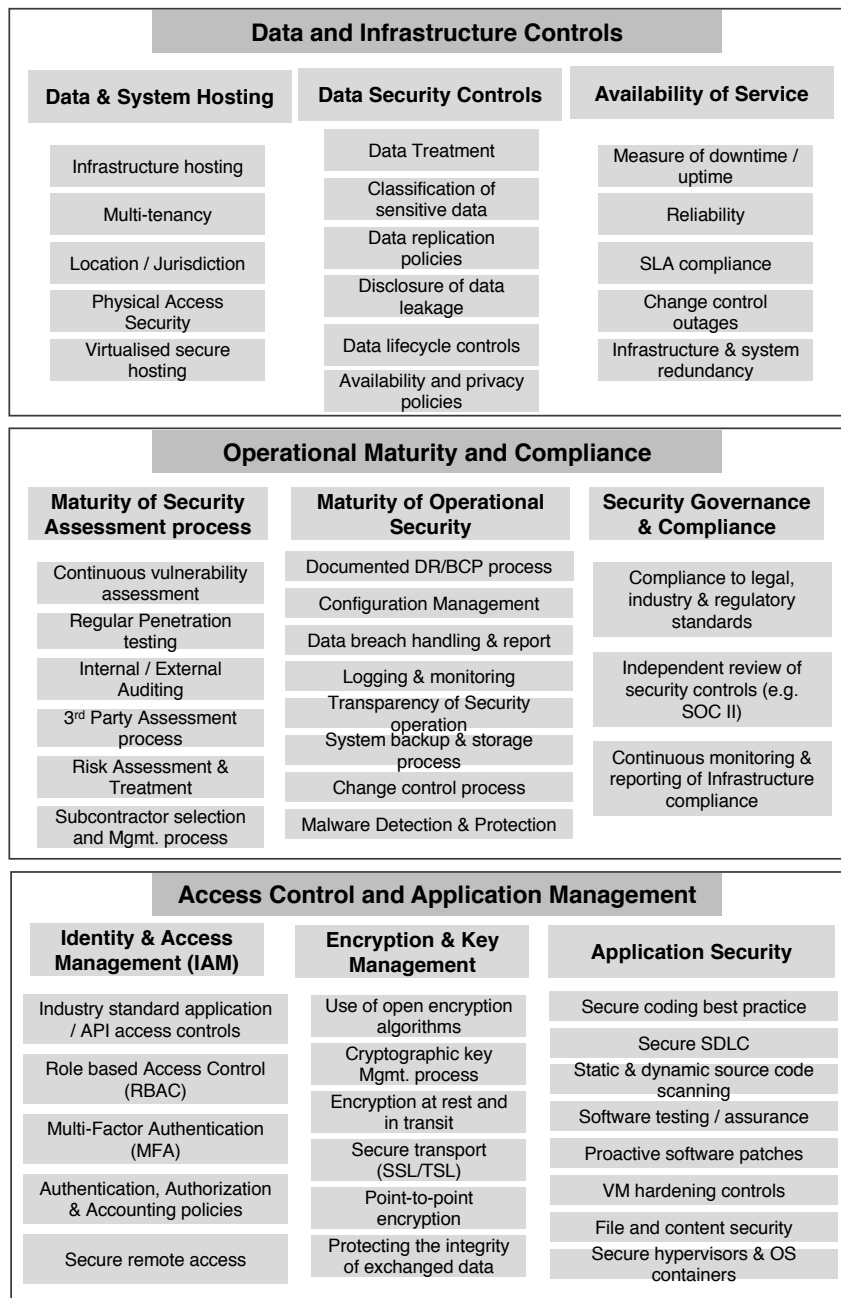 Data and Infrastructure Controls
Data & System Hosting
Infrastructure hosting
Multi-tenancy
Location / Jurisdiction
Physical Access
Security
Virtualised secure
hosting
Data Security Controls
Data Treatment
Classification of
sensitive data
Data replication
policies
Disclosure of data
leakage
Data lifecycle controls
Availability and privacy
policies
Availability of Service
Measure of downtime /
uptime
Reliability
SLA compliance
Change control
outages
Infrastructure & system
redundancy
Operational Maturity and Compliance
Maturity of Security
Assessment process
Continuous vulnerability
assessment
Regular Penetration
testing
Internal / External
Auditing
3rd Party Assessment
process
Risk Assessment &
Treatment
Subcontractor selection
and Mgmt. process
Maturity of Operational
Security
Documented DR/BCP process
Configuration Management
Data breach handling & report
Logging & monitoring
Transparency of Security
operation
System backup & storage
process
Change control process
Malware Detection & Protection
Security Governance
& Compliance
Compliance to legal,
industry & regulatory
standards
Independent review of
security controls (e.g.
SOC II)
Continuous monitoring &
reporting of Infrastructure
compliance
Access Control and Application Management
Identity & Access
Management (IAM)
Industry standard application
/ API access controls
Role based Access Control
(RBAC)
Multi-Factor Authentication
(MFA)
Authentication, Authorization
& Accounting policies
Secure remote access
Encryption & Key
Management
Use of open encryption
algorithms
Cryptographic key
Mgmt. process
Encryption at rest and
in transit
Secure transport
(SSL/TSL)
Point-to-point
encryption
Protecting the integrity
of exchanged data
Application Security
Secure coding best practice
Secure SDLC
Static & dynamic source code
scanning
Software testing / assurance
Proactive software patches
VM hardening controls
File and content security
Secure hypervisors & OS
containers